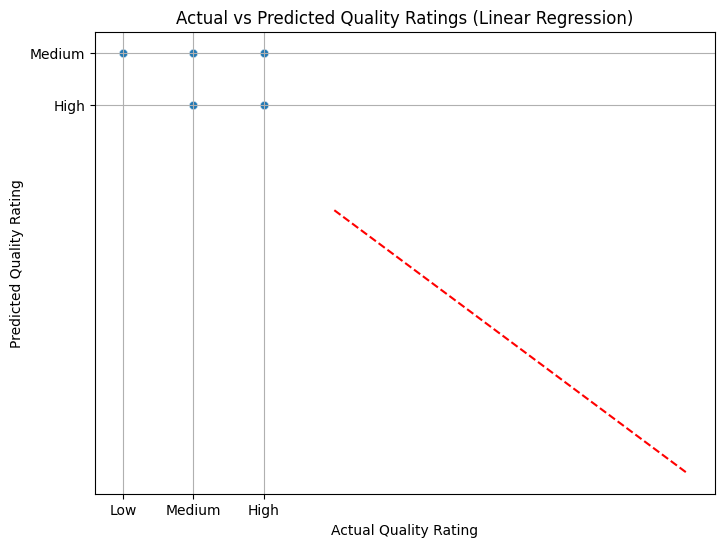 Actual vs Predicted Quality Ratings (Linear Regression)
Medium
High
Predicted Quality Rating
Low Medium High
Actual Quality Rating